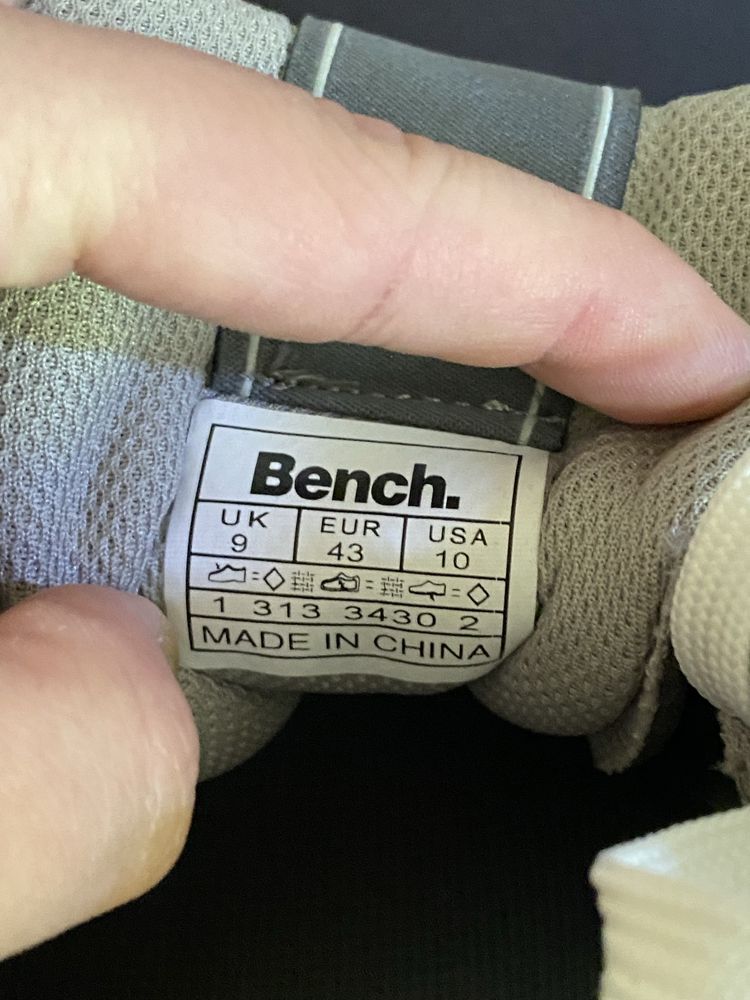 Bench.
UK EUR USA
9 43 10
1 313 3430 2
MADE IN CHINA